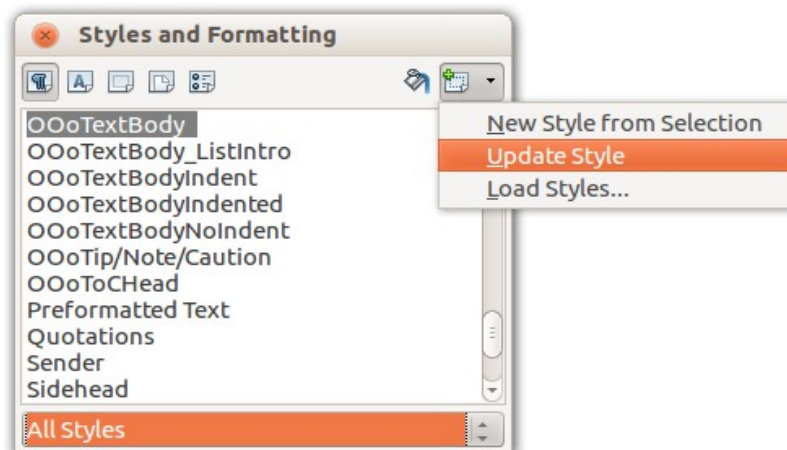 Styles and Formatting
OOoTextBody
OOoTextBody_ListIntro
OOoTextBodyIndent
OOoTextBodyIndented
OOoTextBodyNoIndent
OOoTip/Note/Caution
OOoToCHead
Preformatted Text
Quotations
Sender
Sidehead
All Styles
New Style from Selection
Update Style
Load Styles...